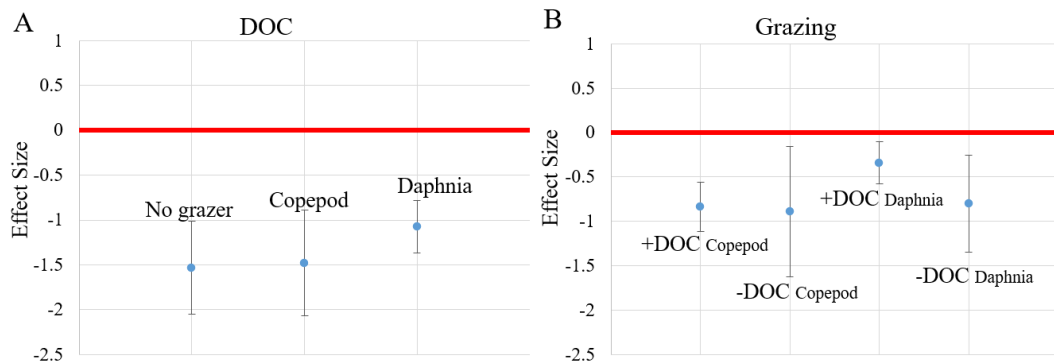 A
DOC
1
0.5
0
-0.5
-1
-1.5
-2
-2.5
Effect Size
No grazer
Copepod
Daphnia
B
Grazing
1
0.5
0
-0.5
-1
-1.5
-2
-2.5
Effect Size
+DOC Copepod
-DOC Copepod
+DOC Daphnia
-DOC Daphnia